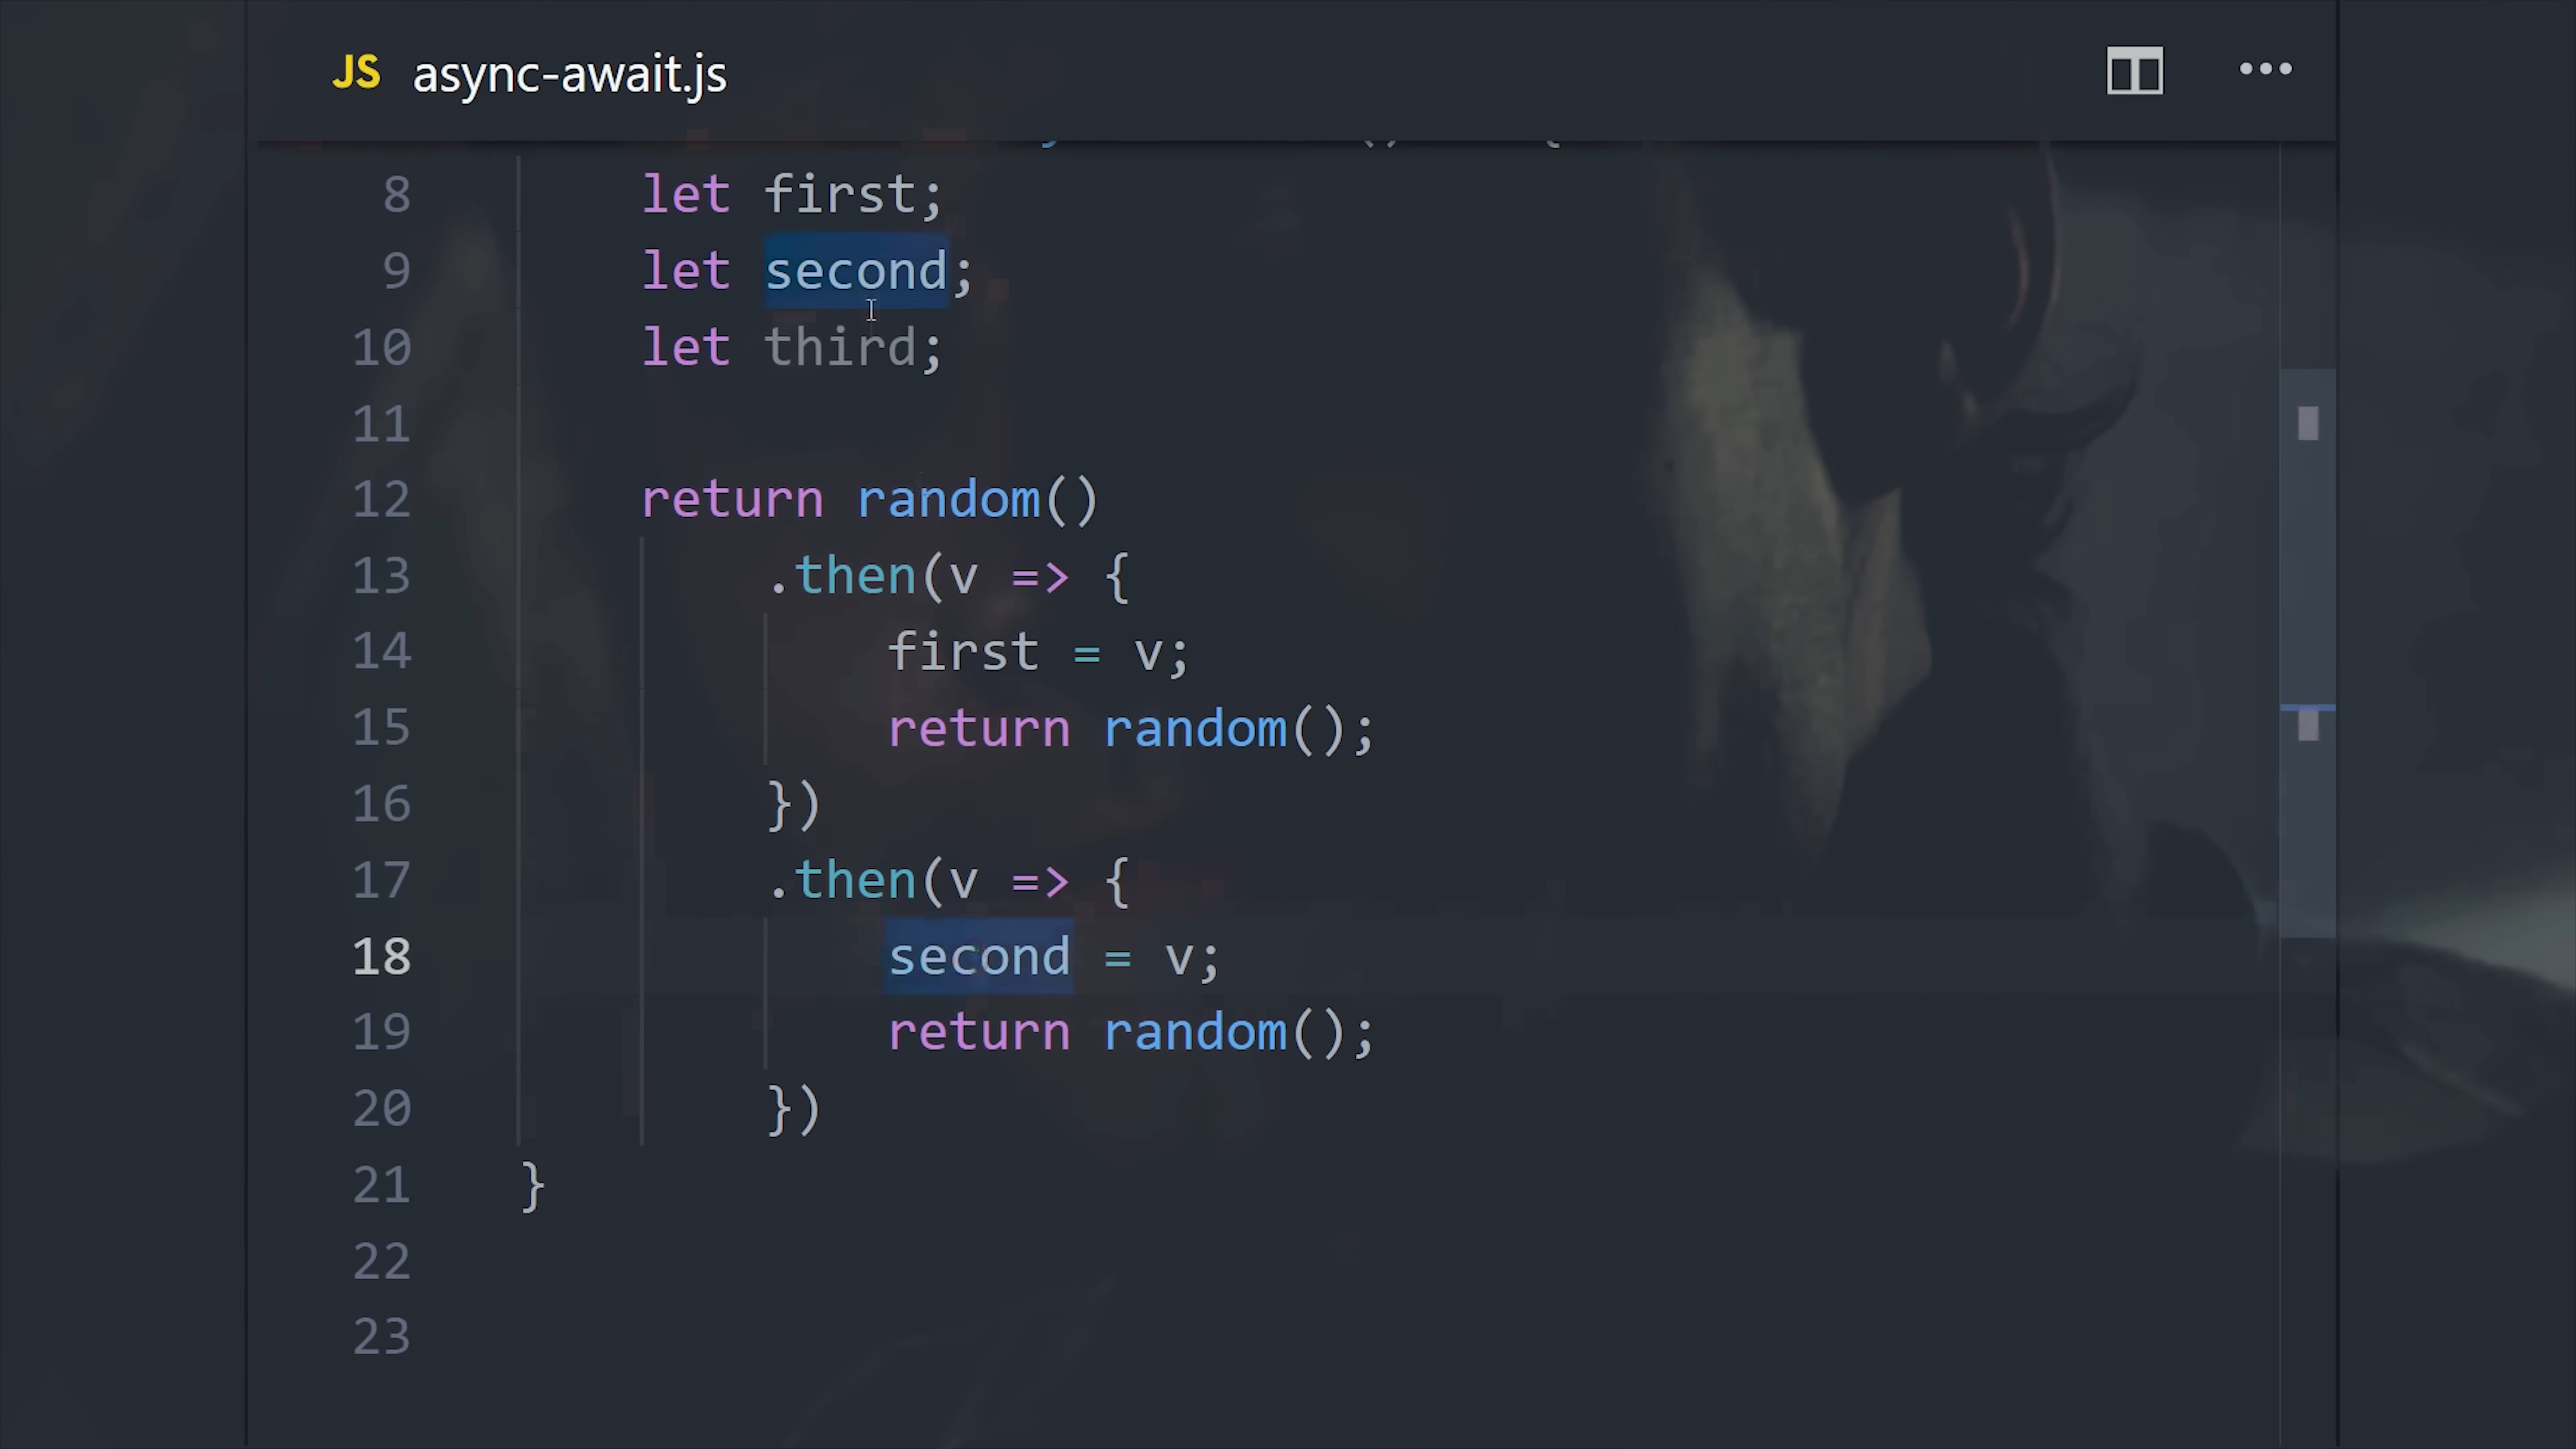 JS async-await.js
8 let first;
9 let second;
10 let third;
11
12 return random()
13 .then(v => {
14 first = v;
15 return random();
16 })
17 .then(v => {
18 second = v;
19 return random();
20 })
21 }
22
23